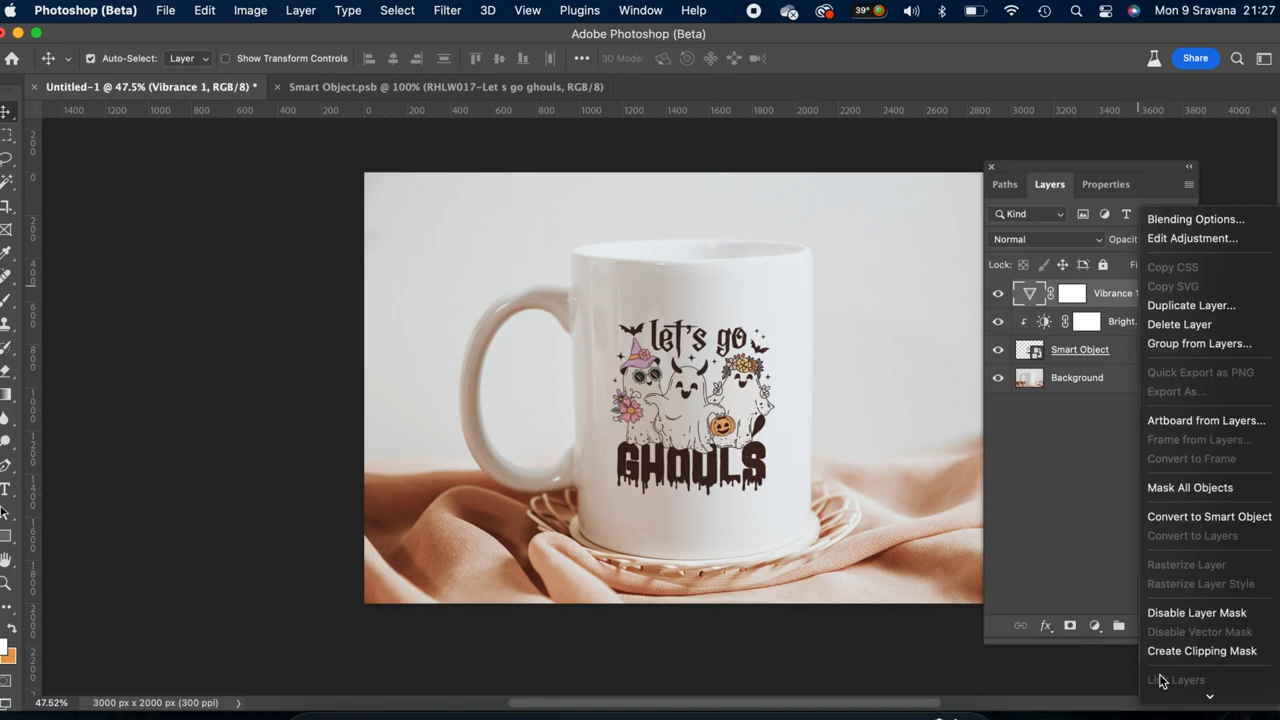 Photoshop (Beta) File Edit Image Layer Type Select Filter 3D View Plugins Window Help 39° Mon 9 Sravana 21:27
Adobe Photoshop (Beta)
Auto-Select: Layer Show Transform Controls 3D Mode: Share
Untitled-1 @ 47.5% (Vibrance 1, RGB/8) * Smart Object.psb @ 100% (RHLW017-Let s go ghouls, RGB/8)
1400 1200 1000 800 600 400 200 0 200 400 600 800 1000 1200 1400 1600 1800 2000 2200 2400 2600 2800 3000 3200 3400 3600 3800 4000
Paths Layers Properties
Kind
Normal Opacit
Lock: Fi
Vibrance 1
Bright.
Smart Object
Background
Blending Options...
Edit Adjustment...
Copy CSS
Copy SVG
Duplicate Layer...
Delete Layer
Group from Layers...
Quick Export as PNG
Export As...
Artboard from Layers...
Frame from Layers...
Convert to Frame
Mask All Objects
Convert to Smart Object
Convert to Layers
Rasterize Layer
Rasterize Layer Style
Disable Layer Mask
Disable Vector Mask
Create Clipping Mask
Link Layers
let's go
GHOULS
47.52% 3000 px x 2000 px (300 ppi)